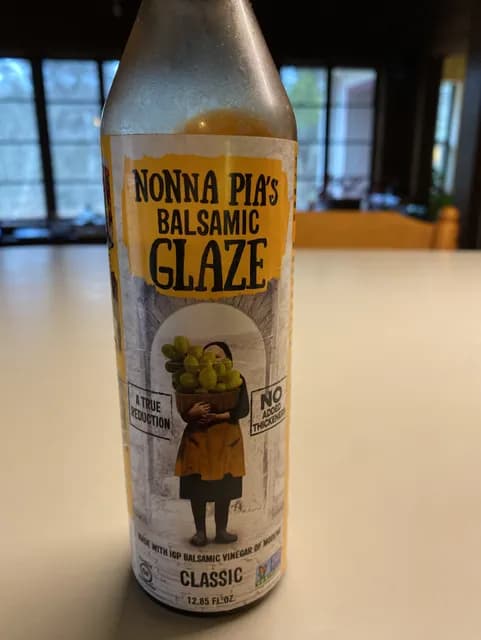 NONNA PIA'S
BALSAMIC
GLAZE
A TRUE
REDUCTION
NO
ADDED
THICKENERS
MADE WITH IGP BALSAMIC VINEGAR OF MODENA
CLASSIC
12.85 FL OZ